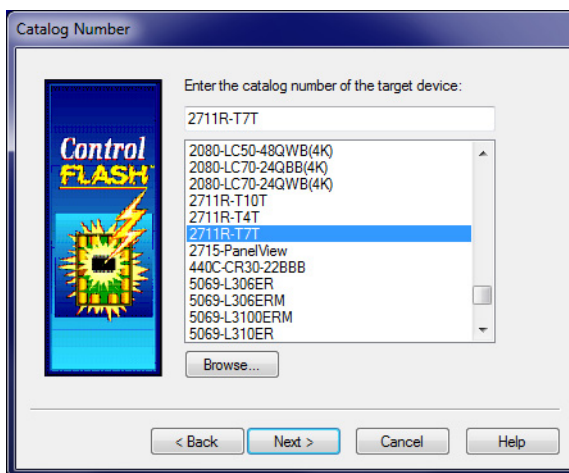 Catalog Number
Enter the catalog number of the target device:
2711R-T7T
Control
FLASH™
2080-LC50-48QWB(4K)
2080-LC70-24QBB(4K)
2080-LC70-24QWB(4K)
2711R-T10T
2711R-T4T
2711R-T7T
2715-PanelView
440C-CR30-22BBB
5069-L306ER
5069-L306ERM
5069-L3100ERM
5069-L310ER
Browse...
< Back
Next >
Cancel
Help